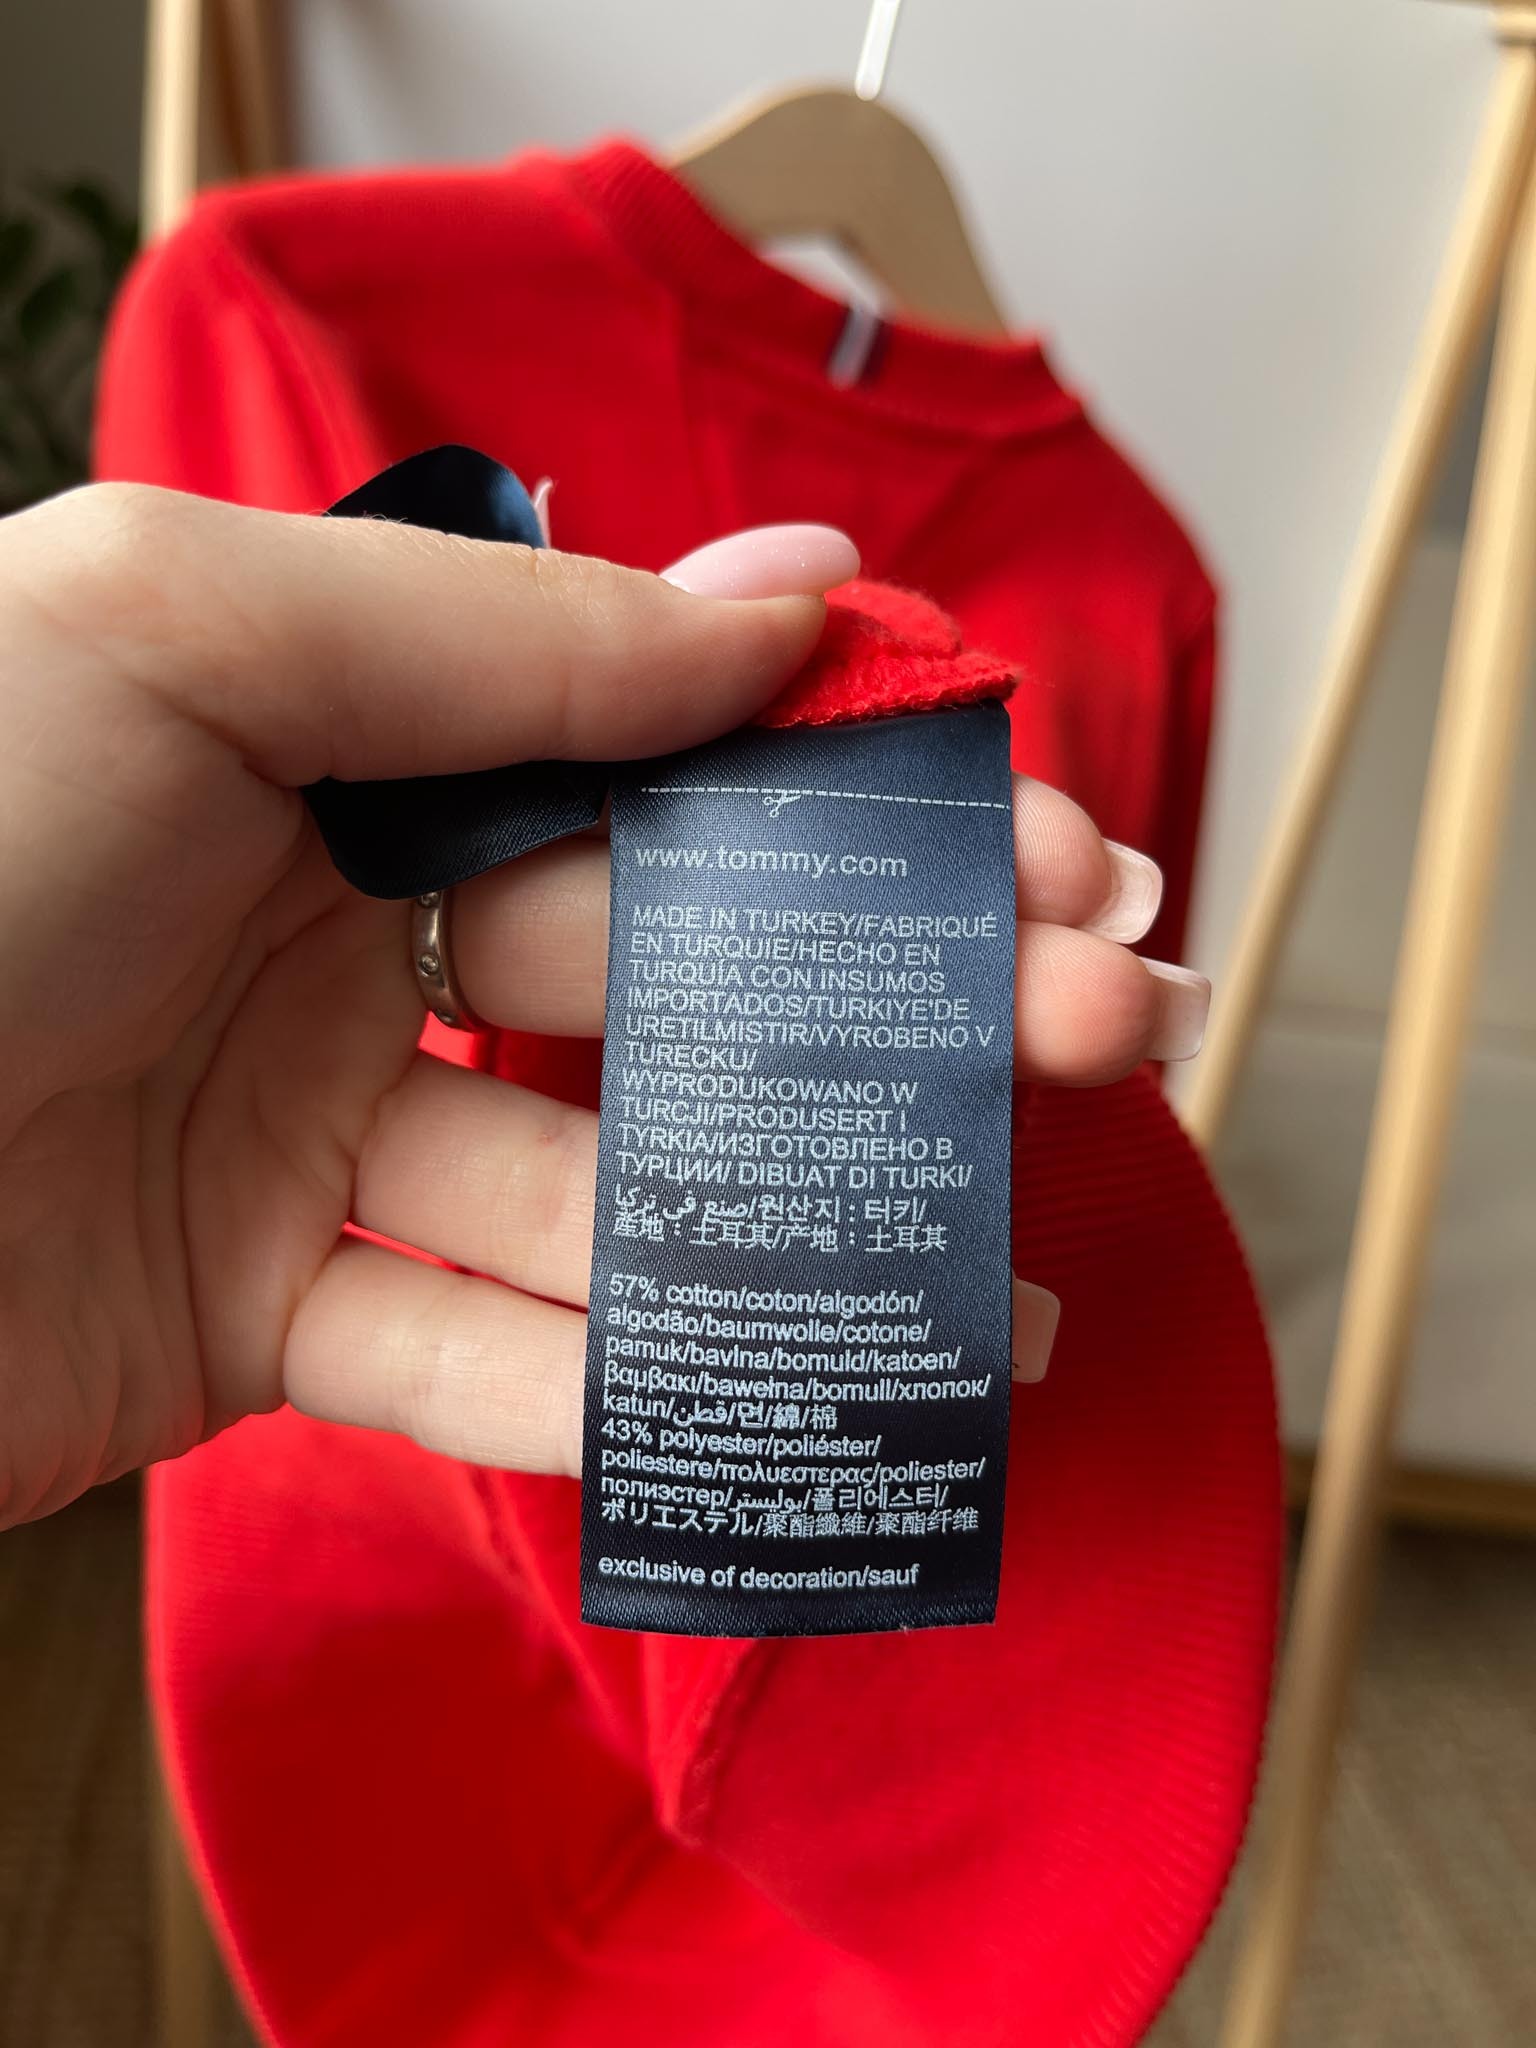 www.tommy.com
MADE IN TURKEY/FABRIQUÉ
EN TURQUIE/HECHO EN
TURQUÍA CON INSUMOS
IMPORTADOS/TURKIYE'DE
URETILMISTIR/VYROBENO V
TURECKU/
WYPRODUKOWANO W
TURCJI/PRODUSERT I
TYRKIA/ИЗГОТОВЛЕНО В
ТУРЦИИ/ DIBUAT DI TURKI/
صنع في تركيا/원산지 : 터키/
産地：土耳其/产地：土耳其
57% cotton/coton/algodón/
algodão/baumwolle/cotone/
pamuk/bavlna/bomuld/katoen/
βαμβακι/bawełna/bomull/хлопок/
katun/قطن/면/綿/棉
43% polyester/poliéster/
poliestere/πολυεστερας/poliester/
полиэстер/بوليستر/폴리에스터/
ポリエステル/聚酯纖維/聚酯纤维
exclusive of decoration/sauf